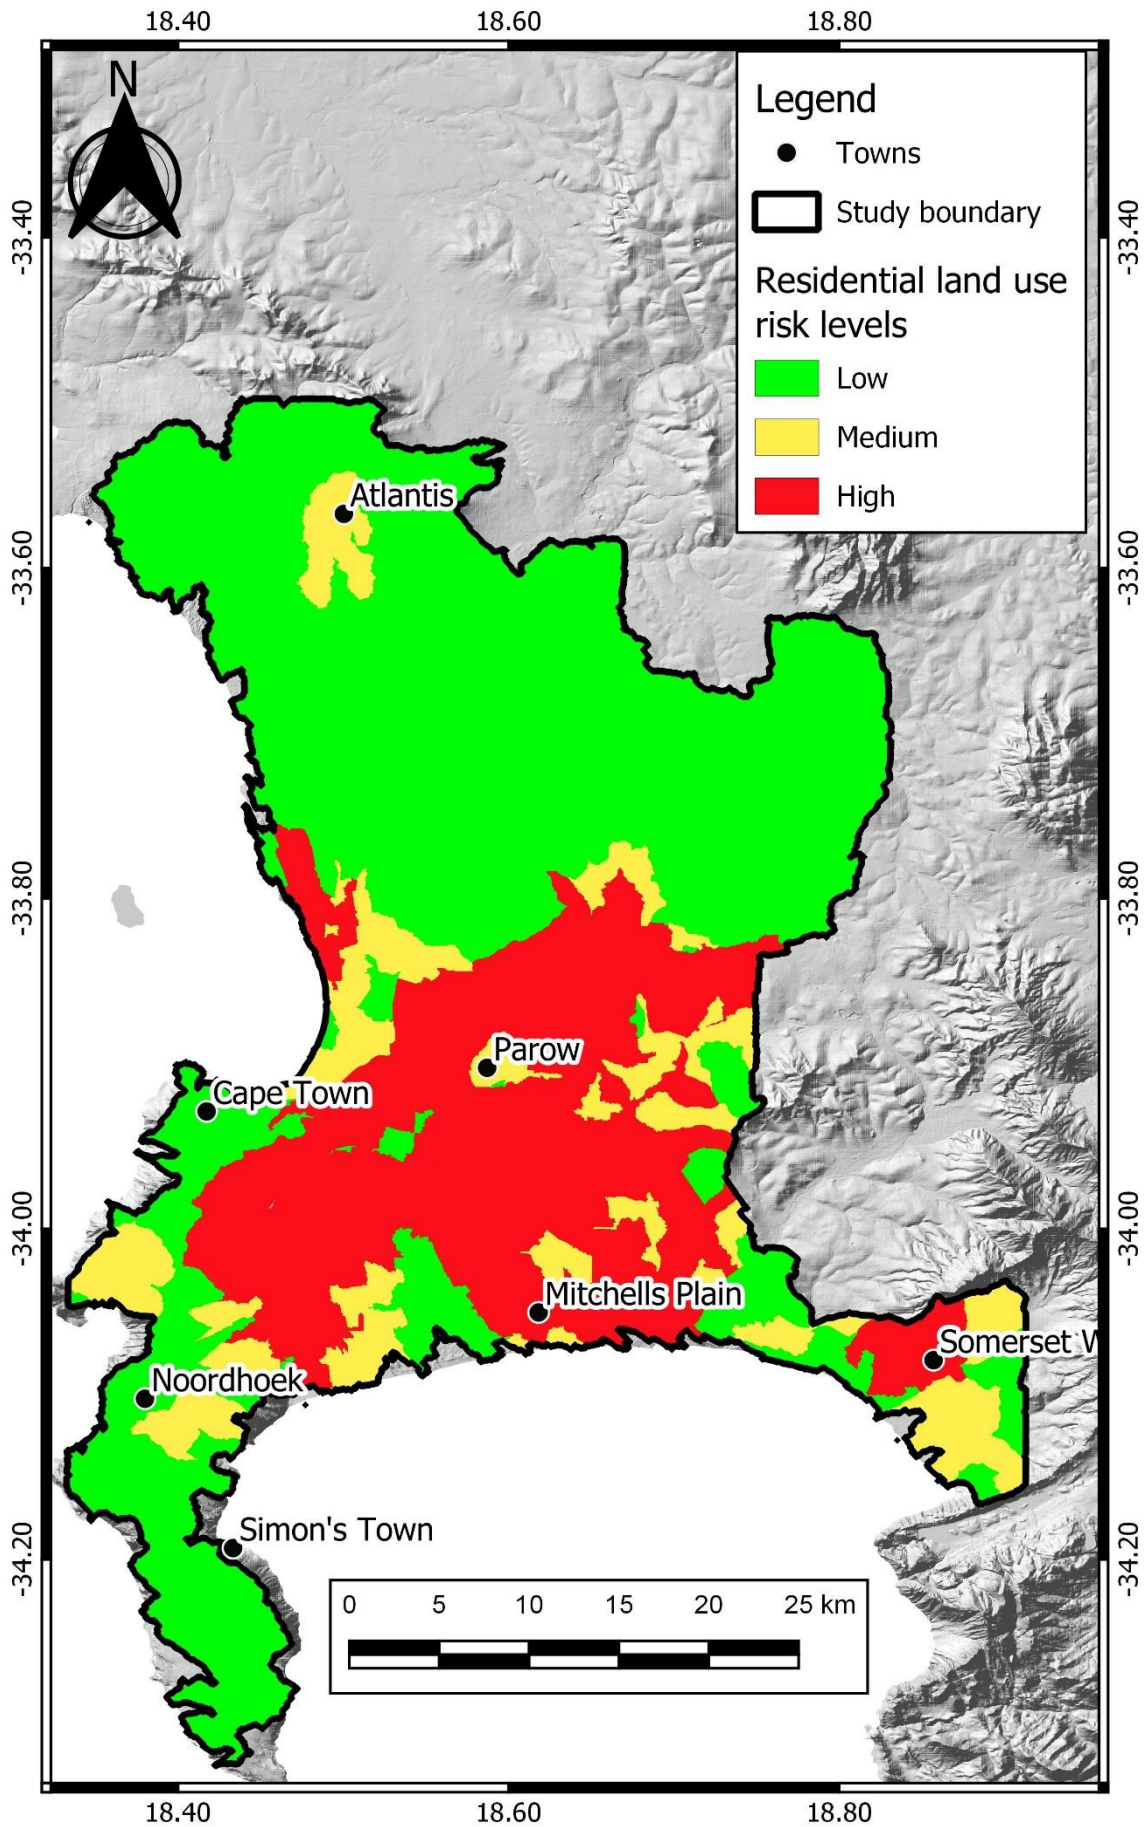 18.40 18.60 18.80
N
Legend
Towns
Study boundary
Residential land use
risk levels
Low
Medium
High
-33.40 -33.40
Atlantis
-33.60 -33.60
-33.80 -33.80
Parow
Cape Town
-34.00 -34.00
Mitchells Plain
Somerset W
Noordhoek
Simon's Town
-34.20 -34.20
0 5 10 15 20 25 km
18.40 18.60 18.80